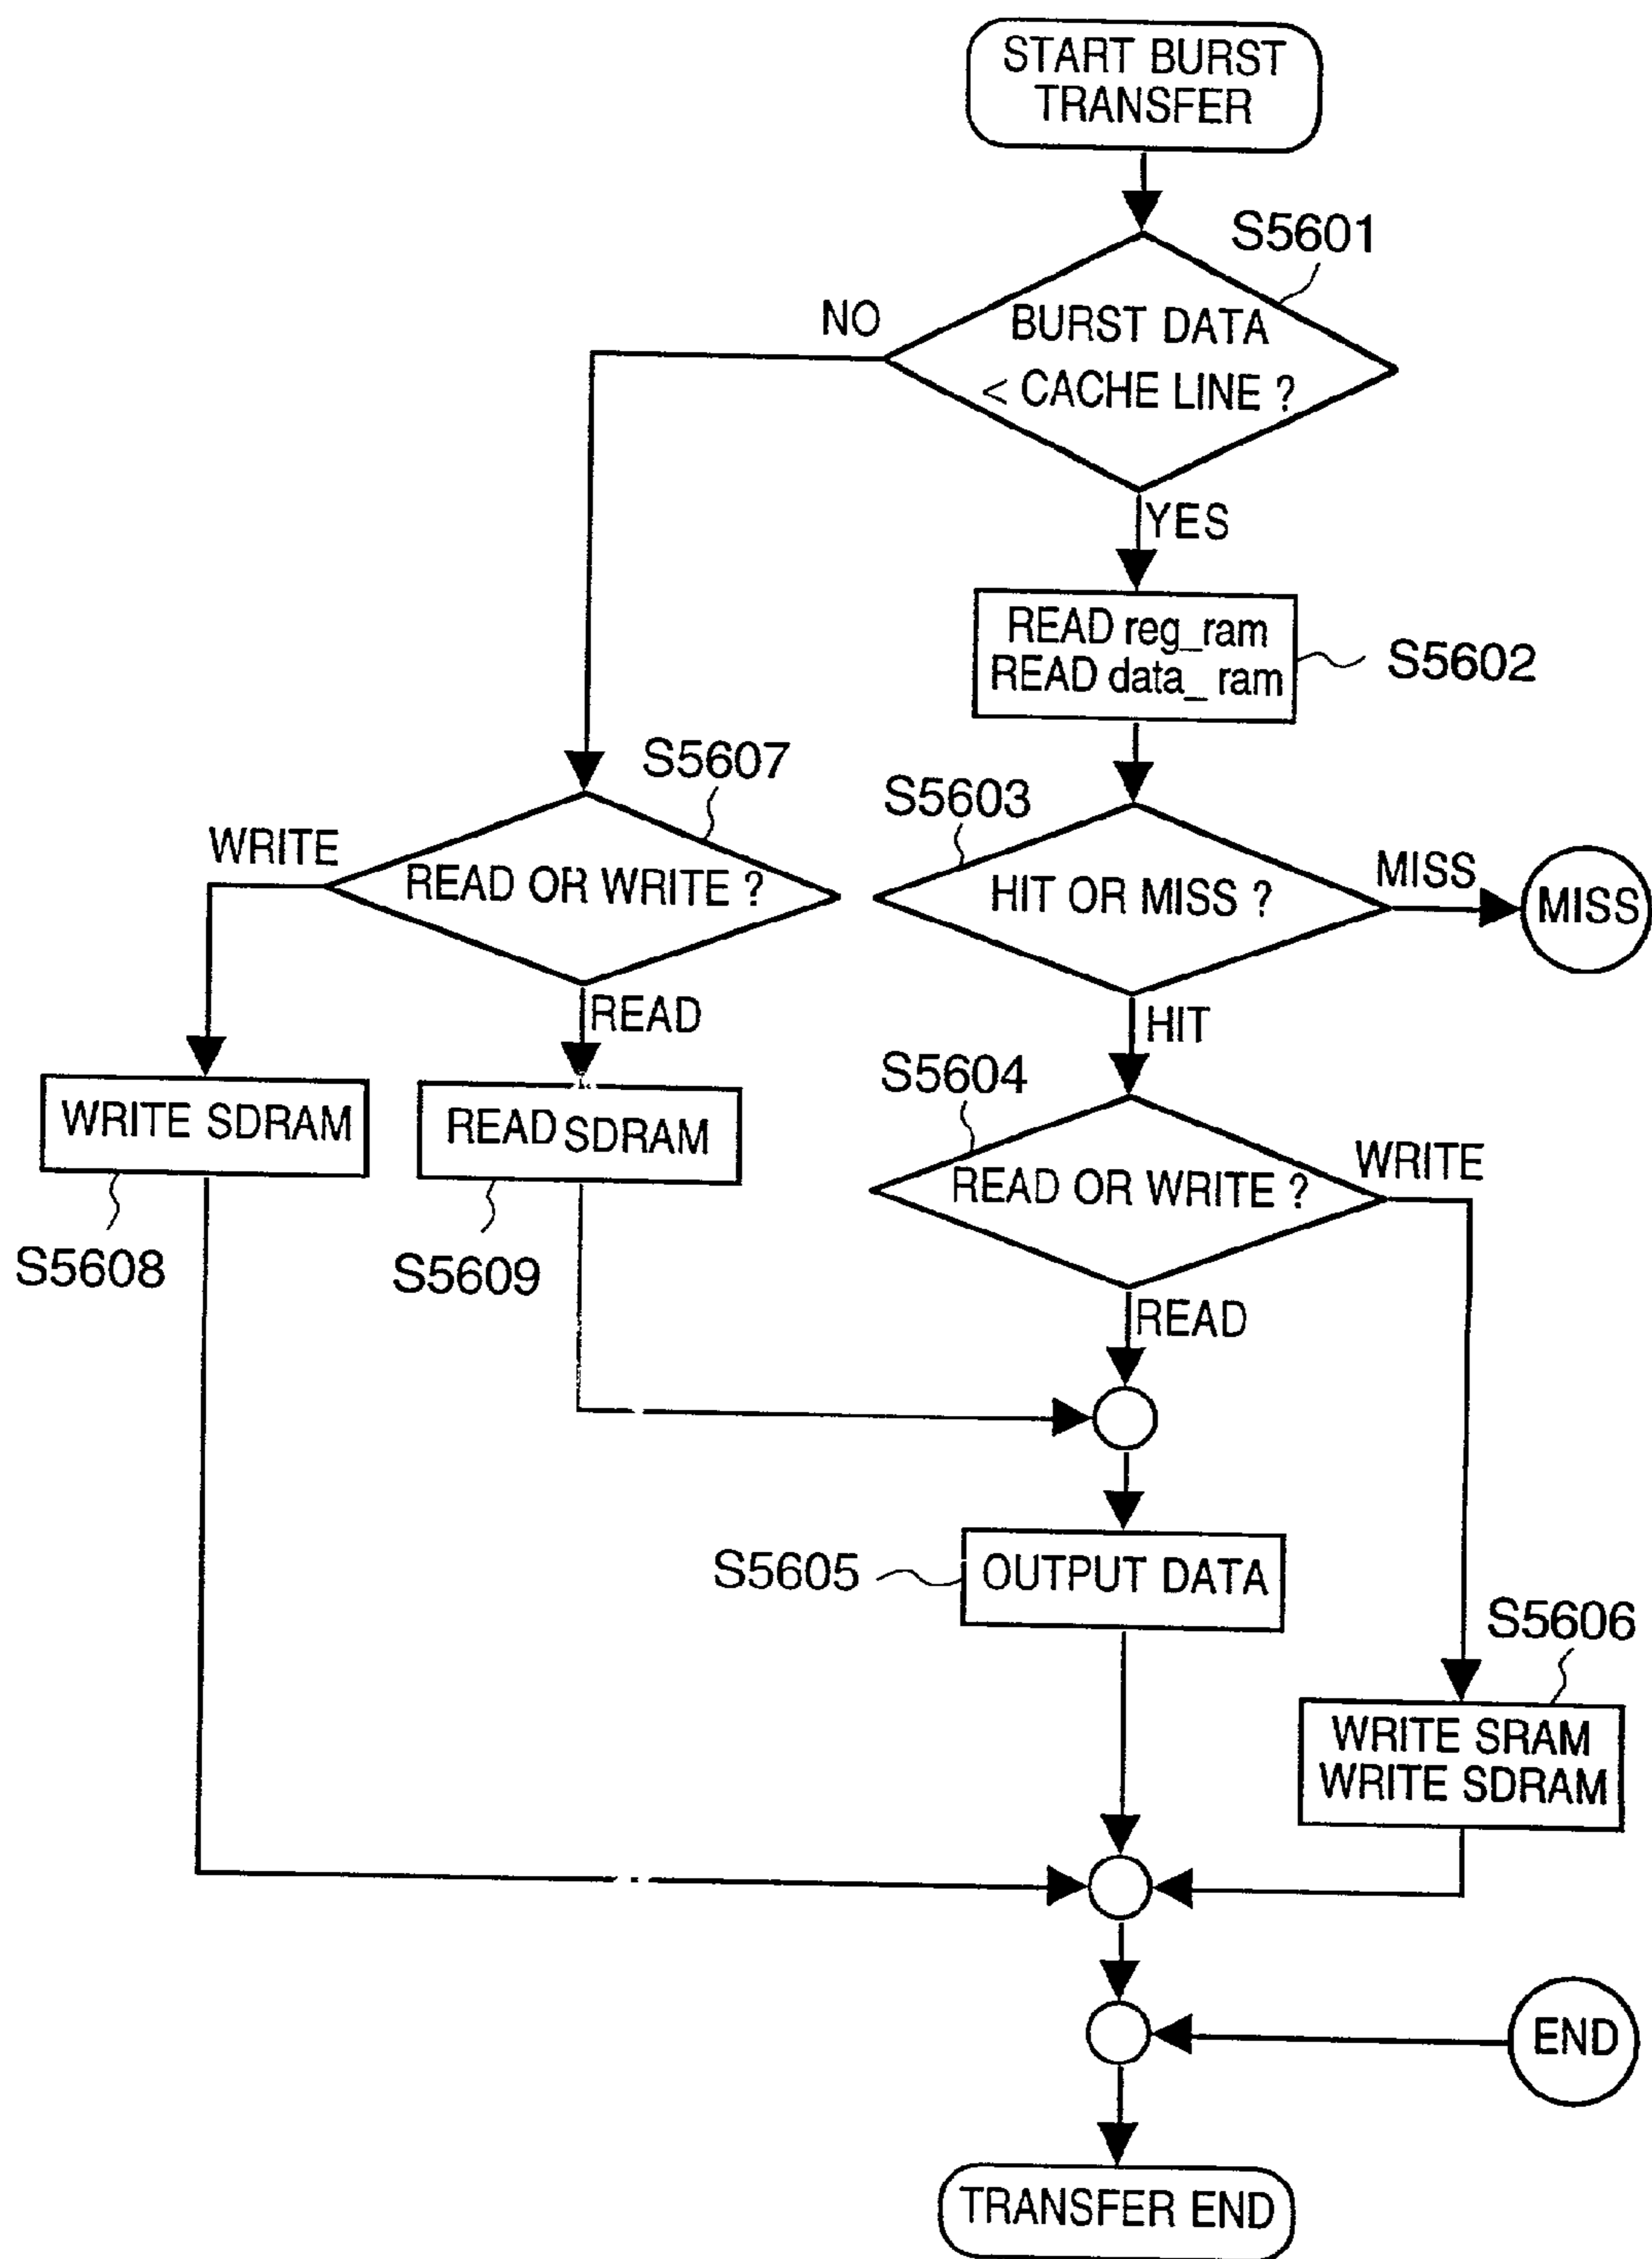 START BURST
TRANSFER
S5601
NO
BURST DATA
< CACHE LINE ?
YES
READ reg_ram
READ data_ ram
S5602
S5607
S5603
WRITE
READ OR WRITE ?
HIT OR MISS ?
MISS
MISS
READ
HIT
S5604
WRITE SDRAM
READ SDRAM
READ OR WRITE ?
WRITE
S5608
S5609
READ
S5605
OUTPUT DATA
S5606
WRITE SRAM
WRITE SDRAM
END
TRANSFER END